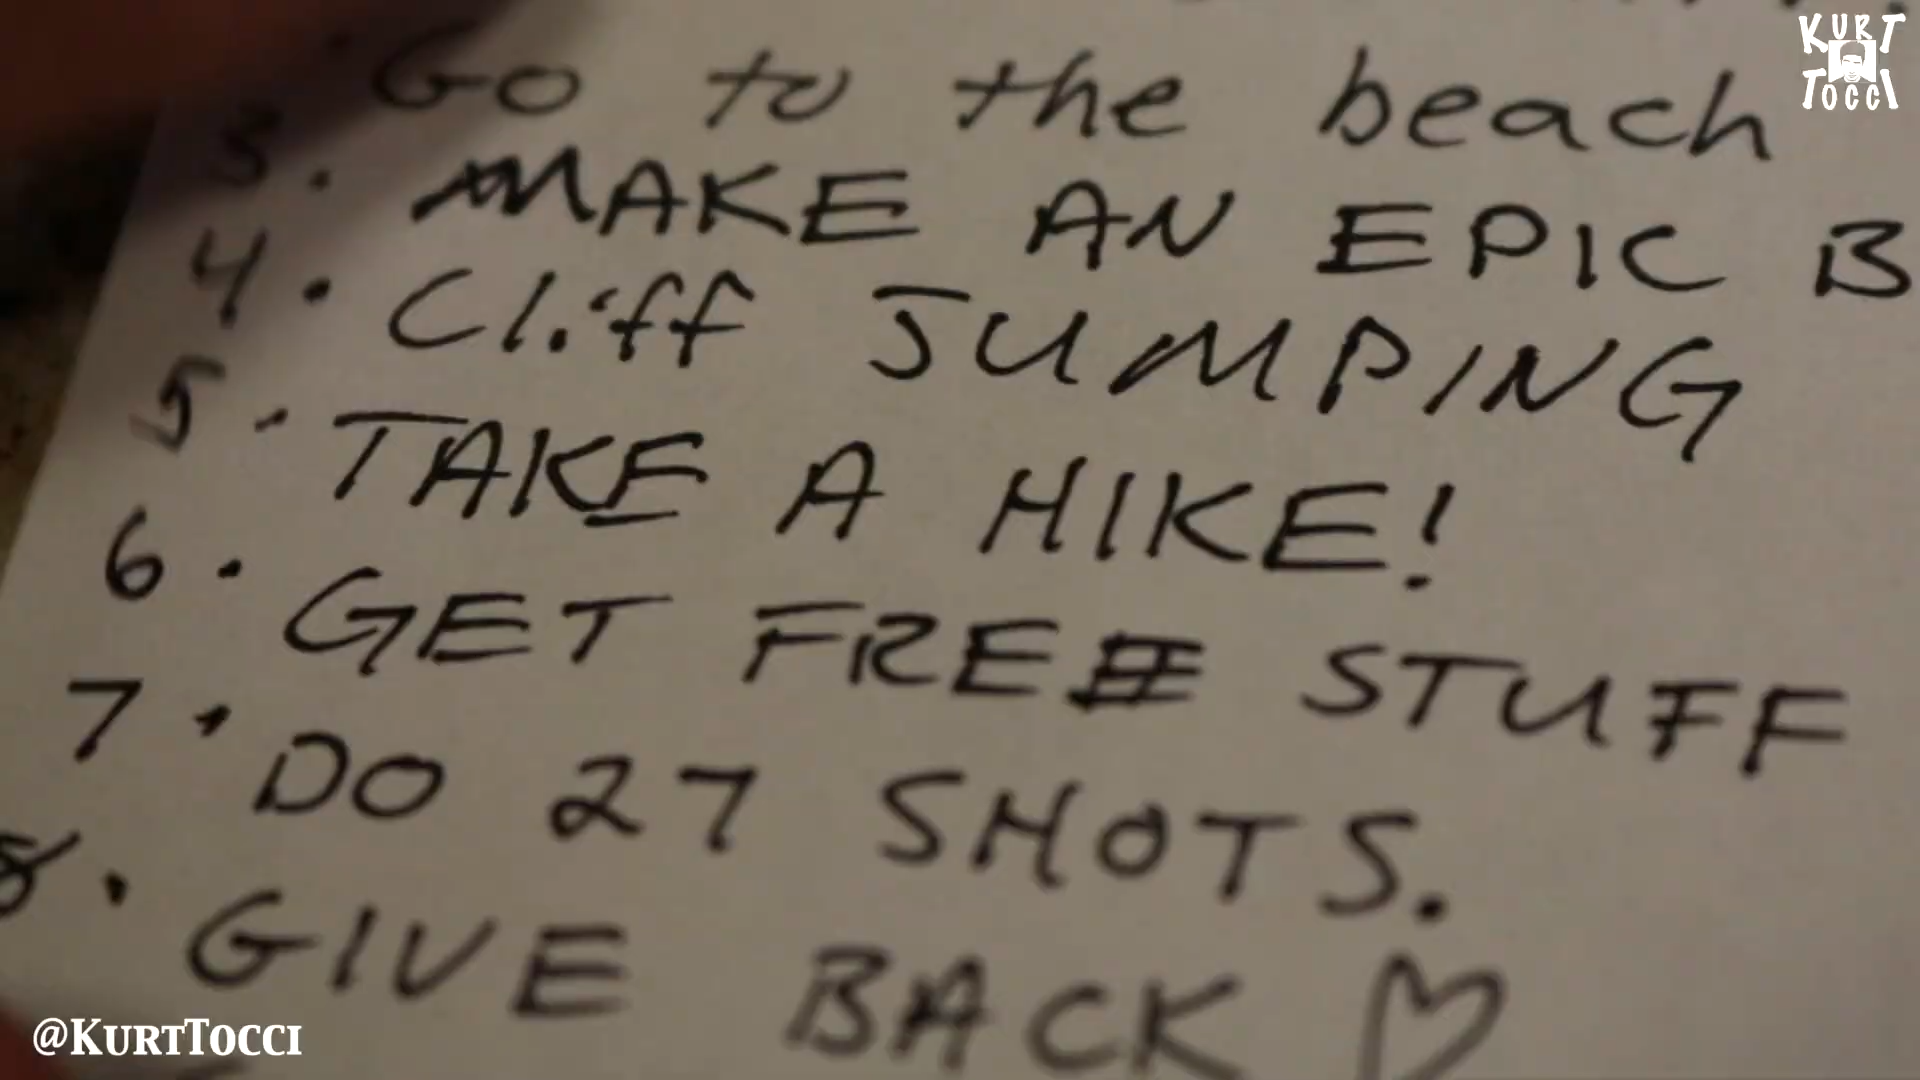 KURT
TOCCI
Go to the beach
3. MAKE AN EPIC B
4. Cliff JUMPING
5. TAKE A HIKE!
6. GET FREE STUFF
7. DO 27 SHOTS.
8. GIVE BACK
@KURTTOCCI